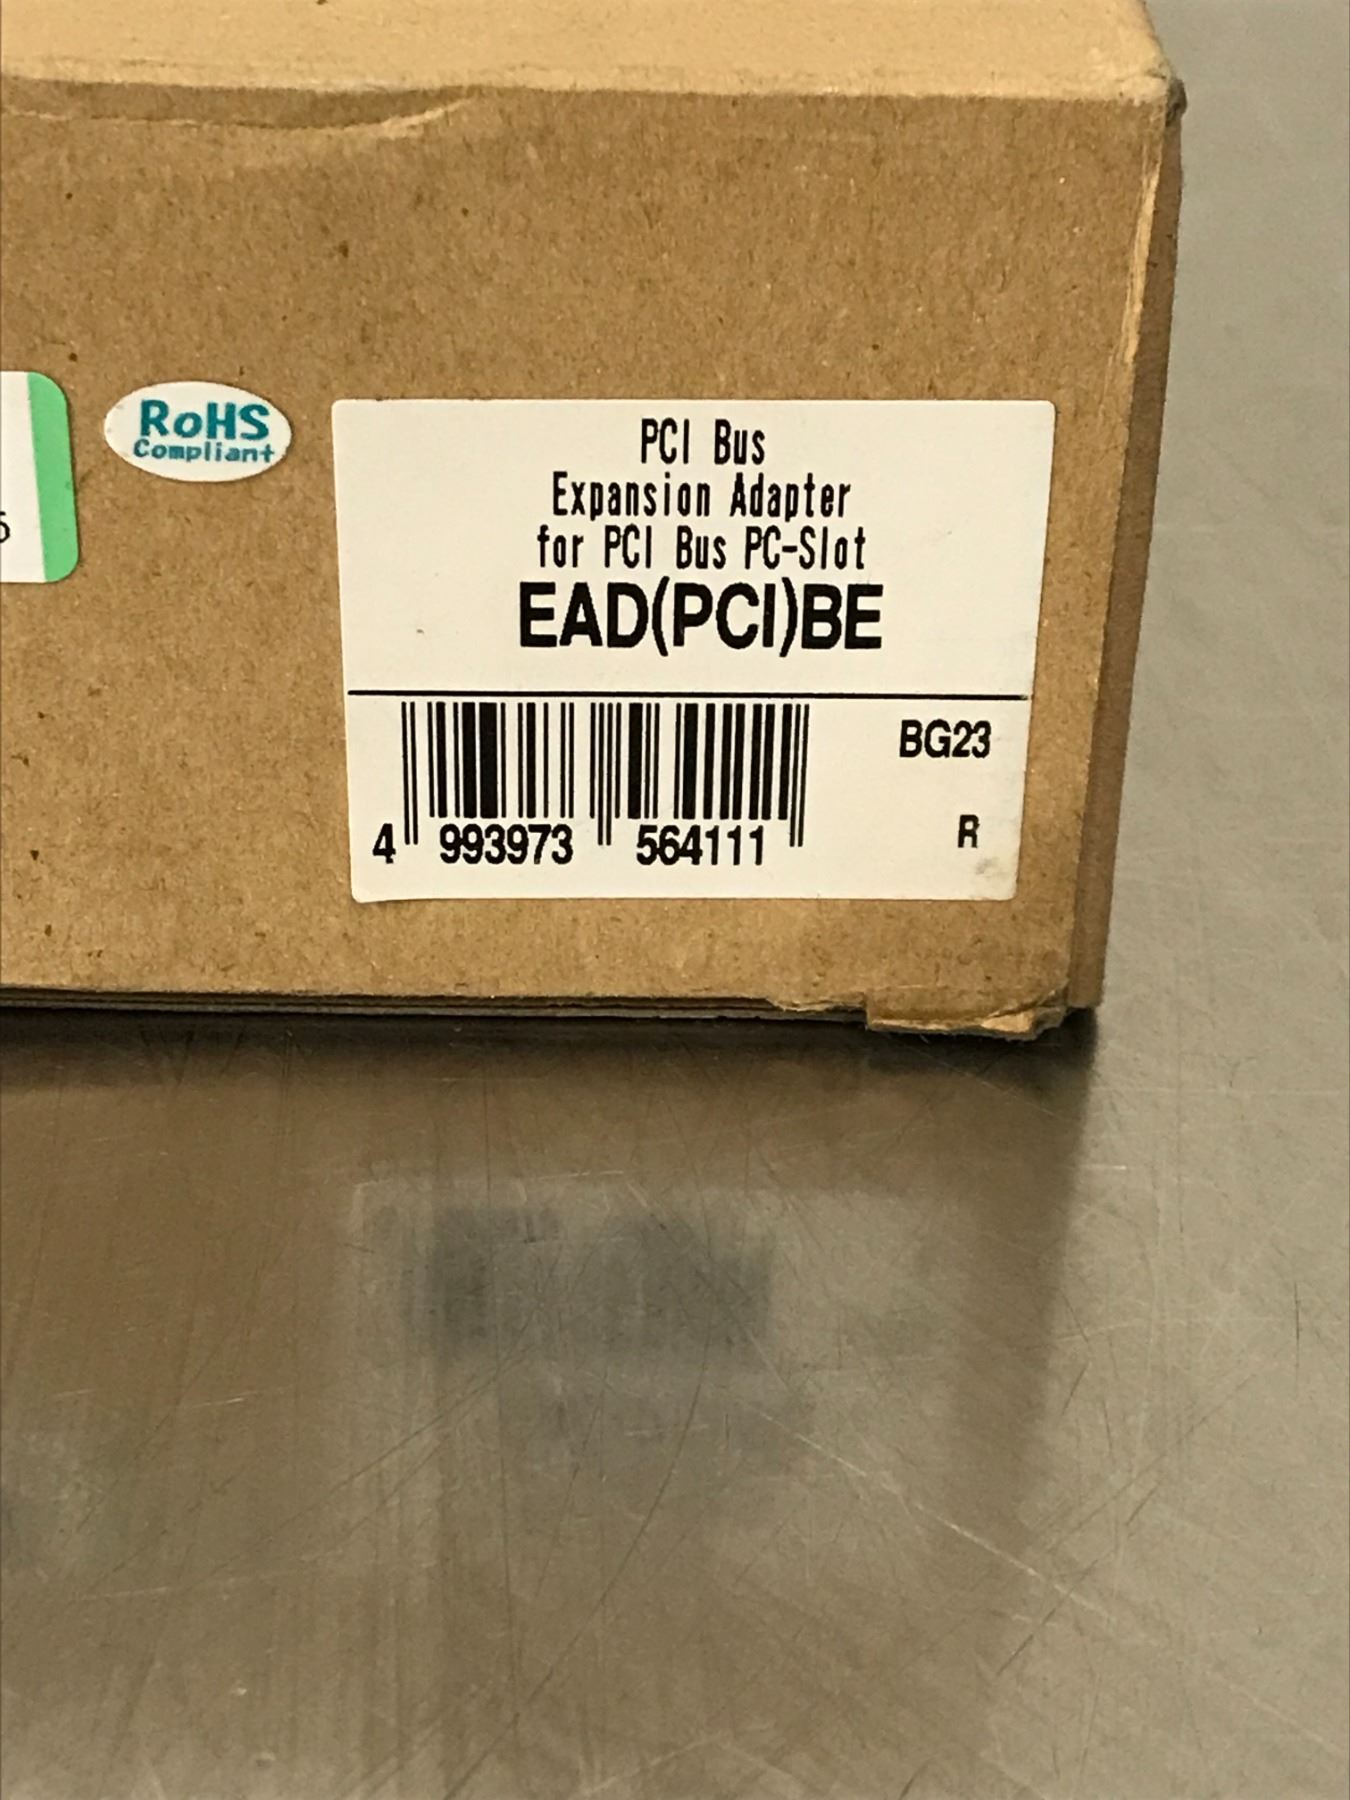 RoHS
Compliant
PCI Bus
Expansion Adapter
for PCI Bus PC-Slot
EAD(PCI)BE
BG23
4 993973 564111
R